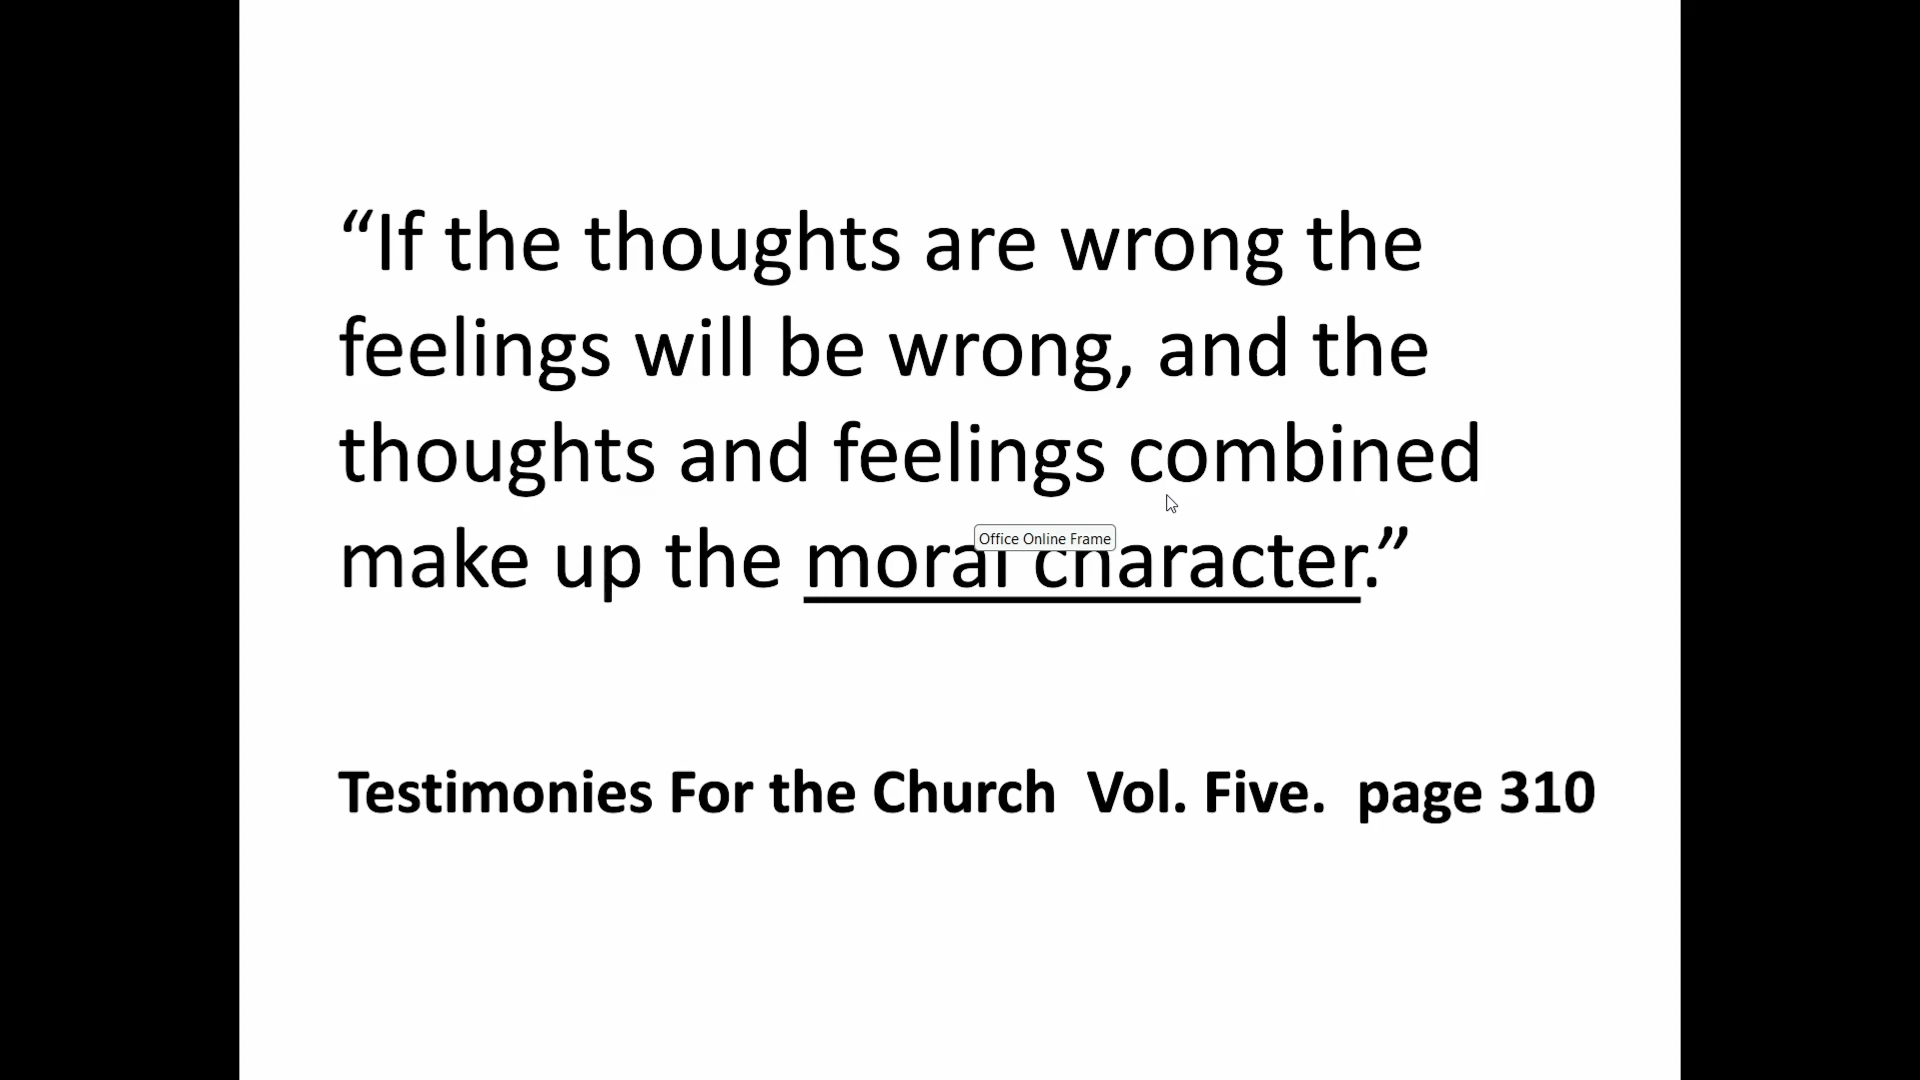 “If the thoughts are wrong the
feelings will be wrong, and the
thoughts and feelings combined
make up the moral character.”
Office Online Frame
Testimonies For the Church Vol. Five. page 310